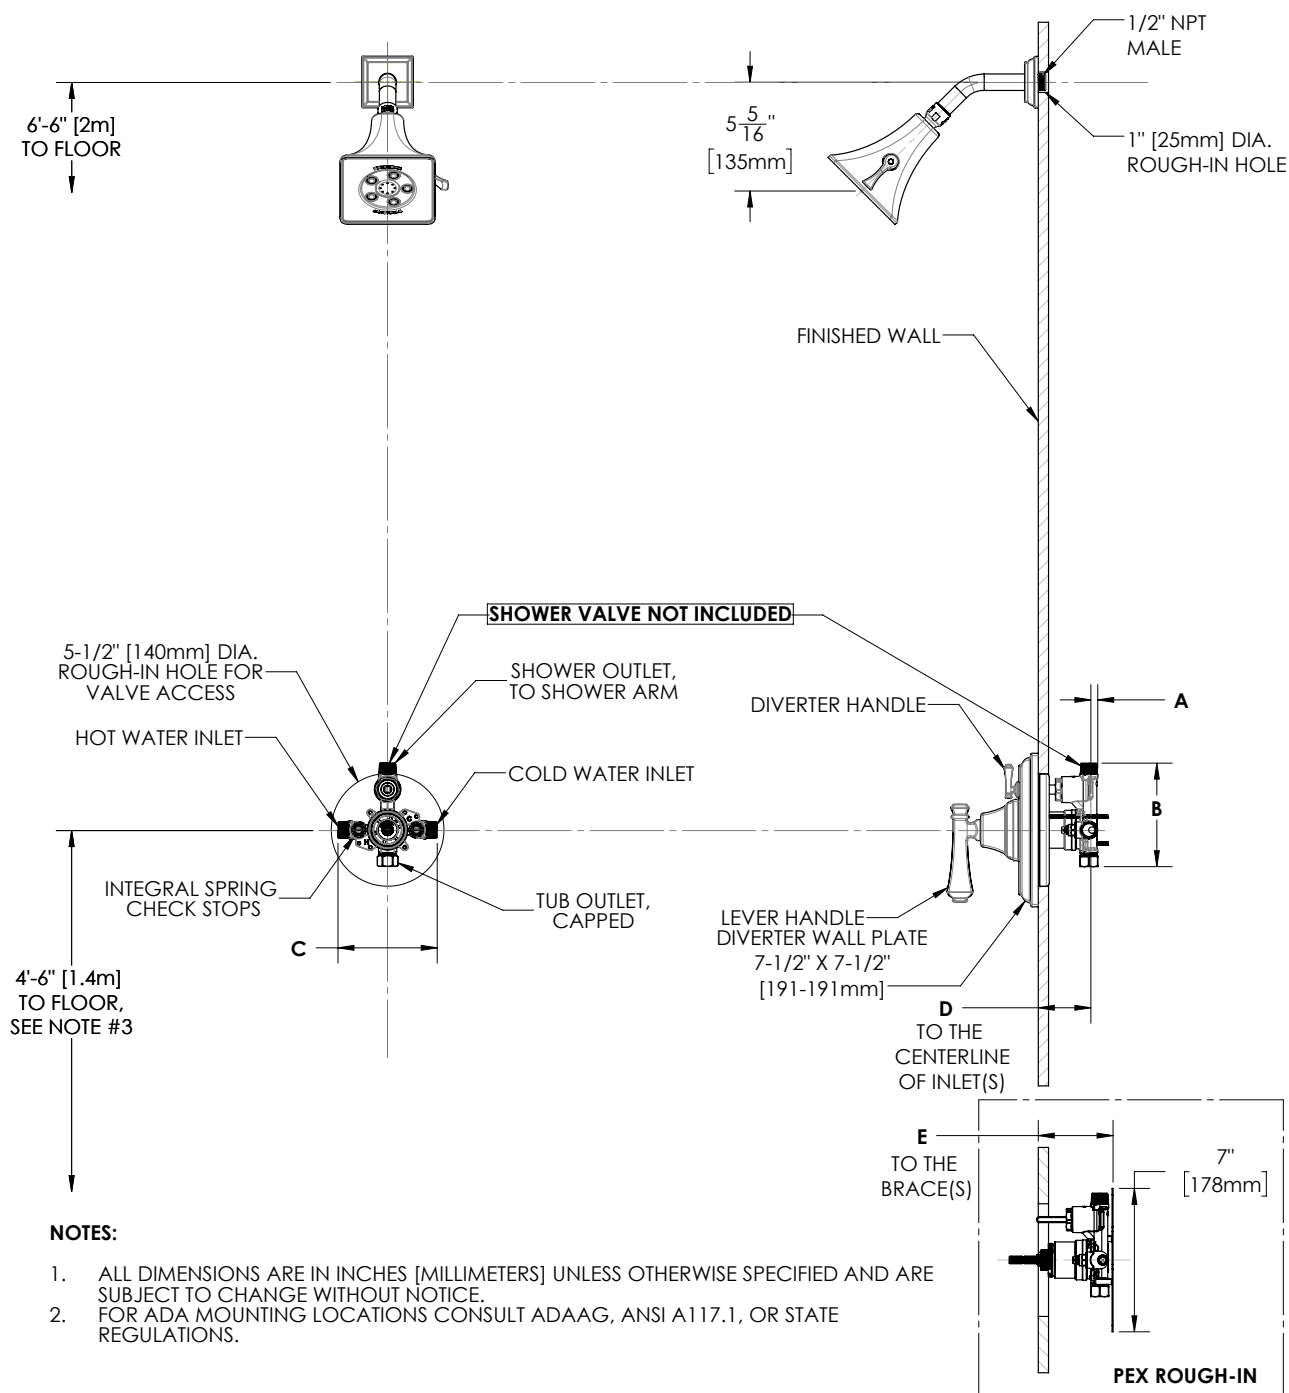 1/2" NPT
MALE
6'-6" [2m]
TO FLOOR
5 5/16"
[135mm]
1" [25mm] DIA.
ROUGH-IN HOLE
FINISHED WALL
SHOWER VALVE NOT INCLUDED
5-1/2" [140mm] DIA.
ROUGH-IN HOLE FOR
VALVE ACCESS
SHOWER OUTLET,
TO SHOWER ARM
DIVERTER HANDLE
A
HOT WATER INLET
COLD WATER INLET
B
INTEGRAL SPRING
CHECK STOPS
TUB OUTLET,
CAPPED
C
LEVER HANDLE
DIVERTER WALL PLATE
7-1/2" X 7-1/2"
[191-191mm]
4'-6" [1.4m]
TO FLOOR,
SEE NOTE #3
D
TO THE
CENTERLINE
OF INLET(S)
E
TO THE
BRACE(S)
7"
[178mm]
NOTES:
1. ALL DIMENSIONS ARE IN INCHES [MILLIMETERS] UNLESS OTHERWISE SPECIFIED AND ARE
SUBJECT TO CHANGE WITHOUT NOTICE.
2. FOR ADA MOUNTING LOCATIONS CONSULT ADAAG, ANSI A117.1, OR STATE
REGULATIONS.
PEX ROUGH-IN